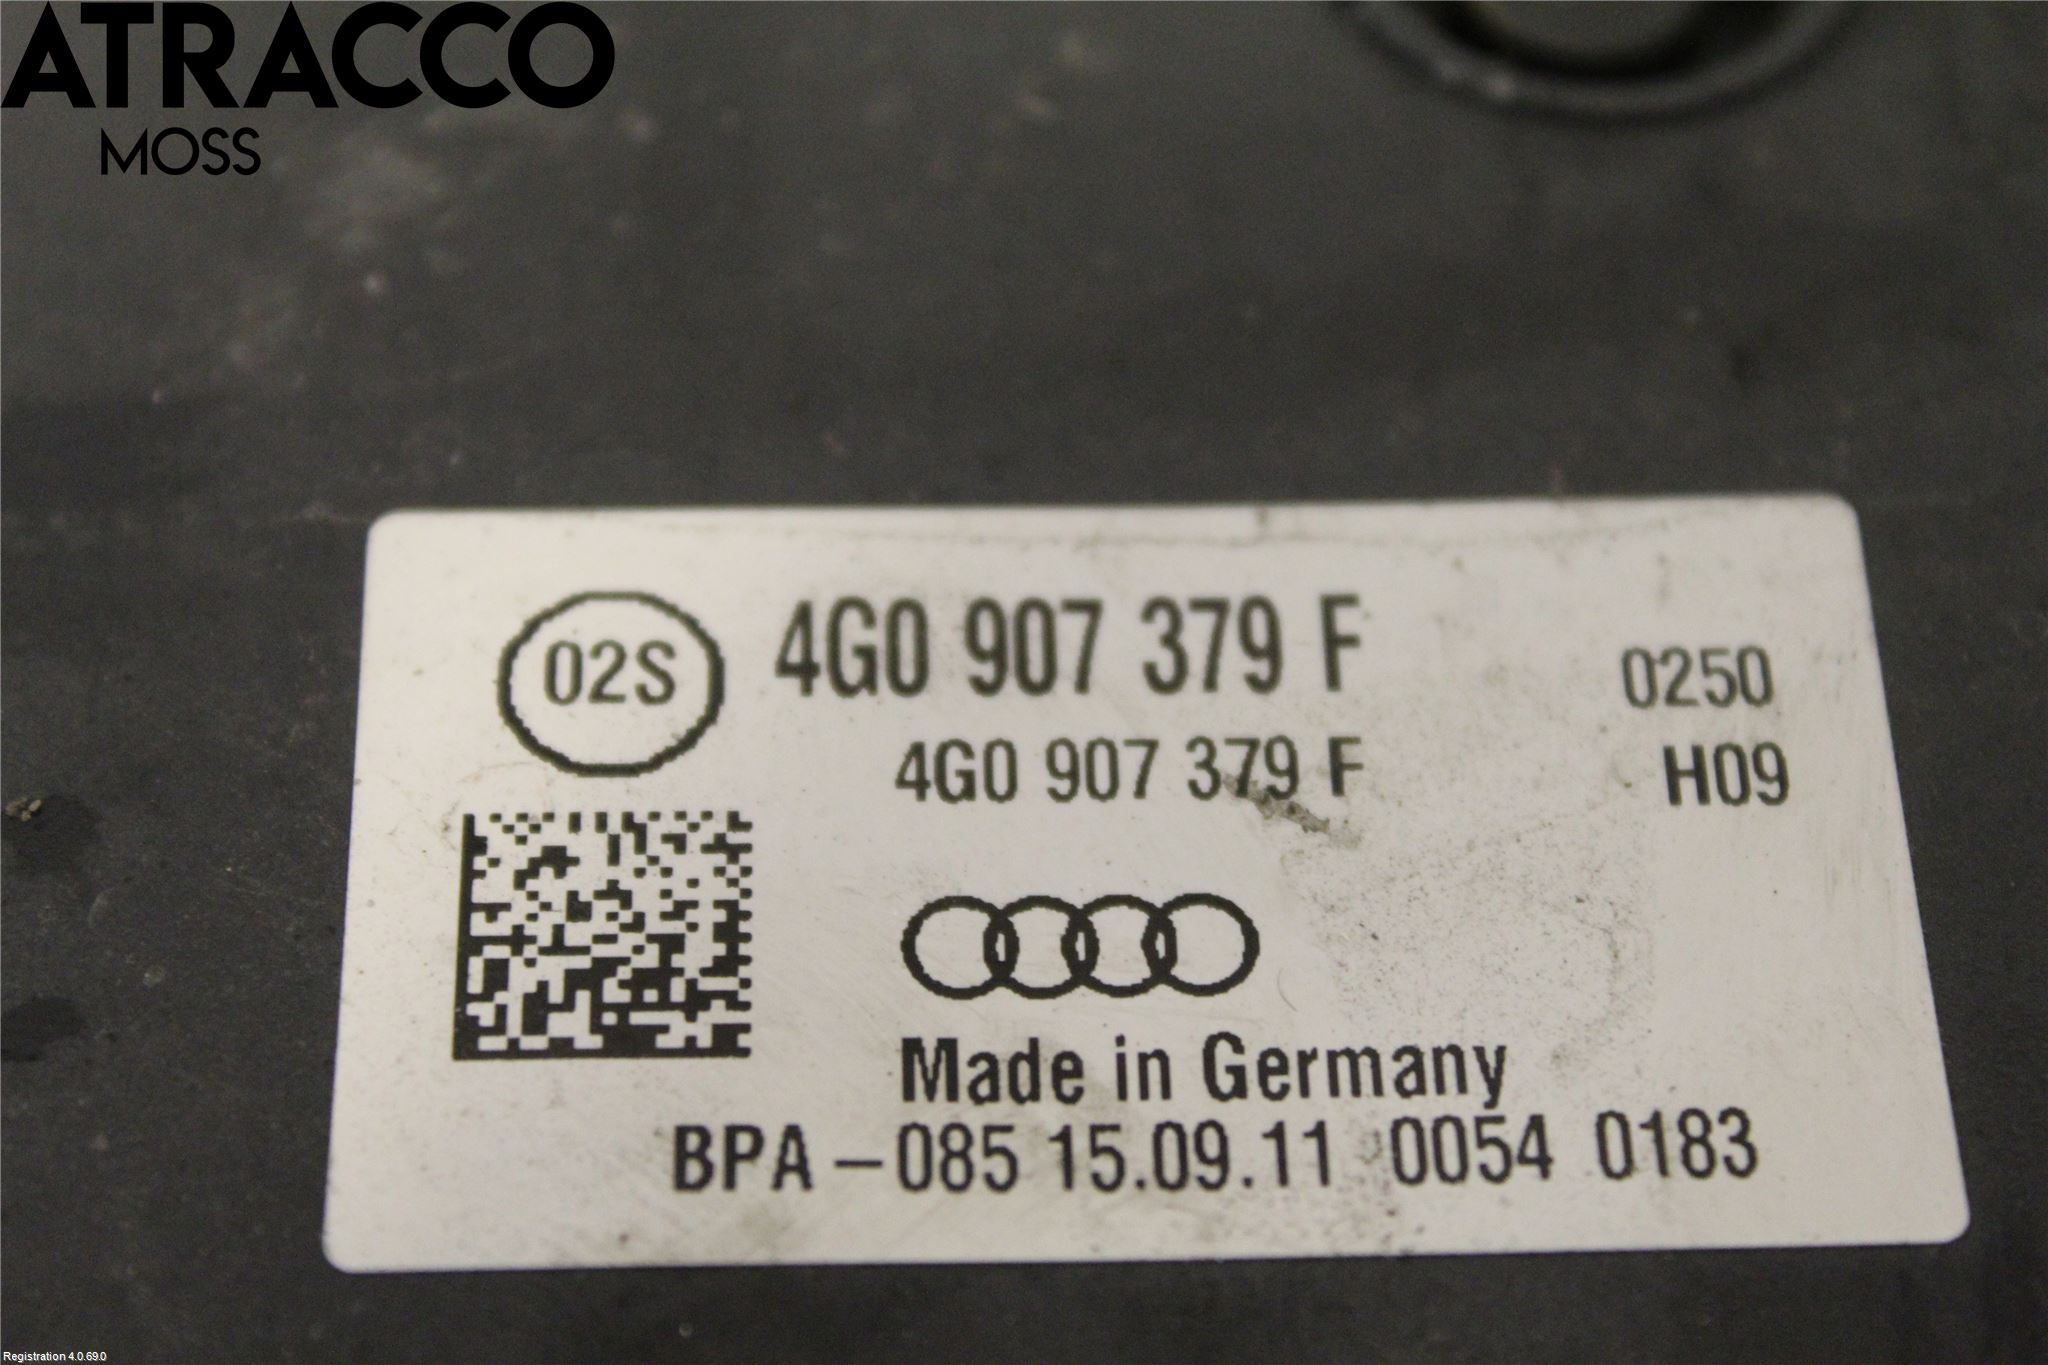 ATRACCO
MOSS
02S
4G0 907 379 F
0250
4G0 907 379 F
H09
Made in Germany
BPA –085 15.09.11 0054 0183
Registration 4.0.69.0